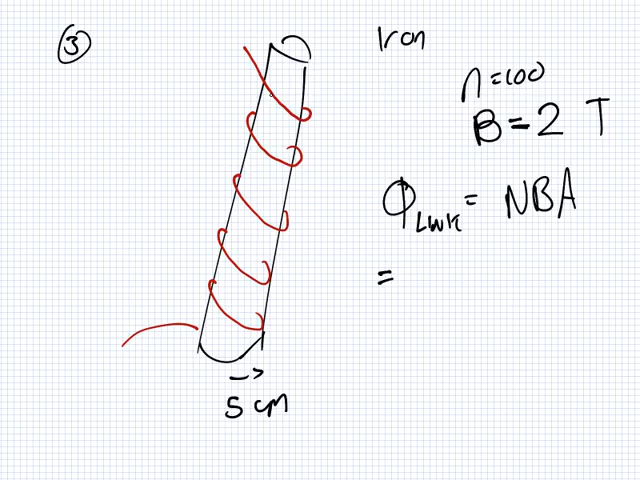 ③
Iron
n=100
B=2 T
ϕ_LINK = NBA
=
->
5 cm